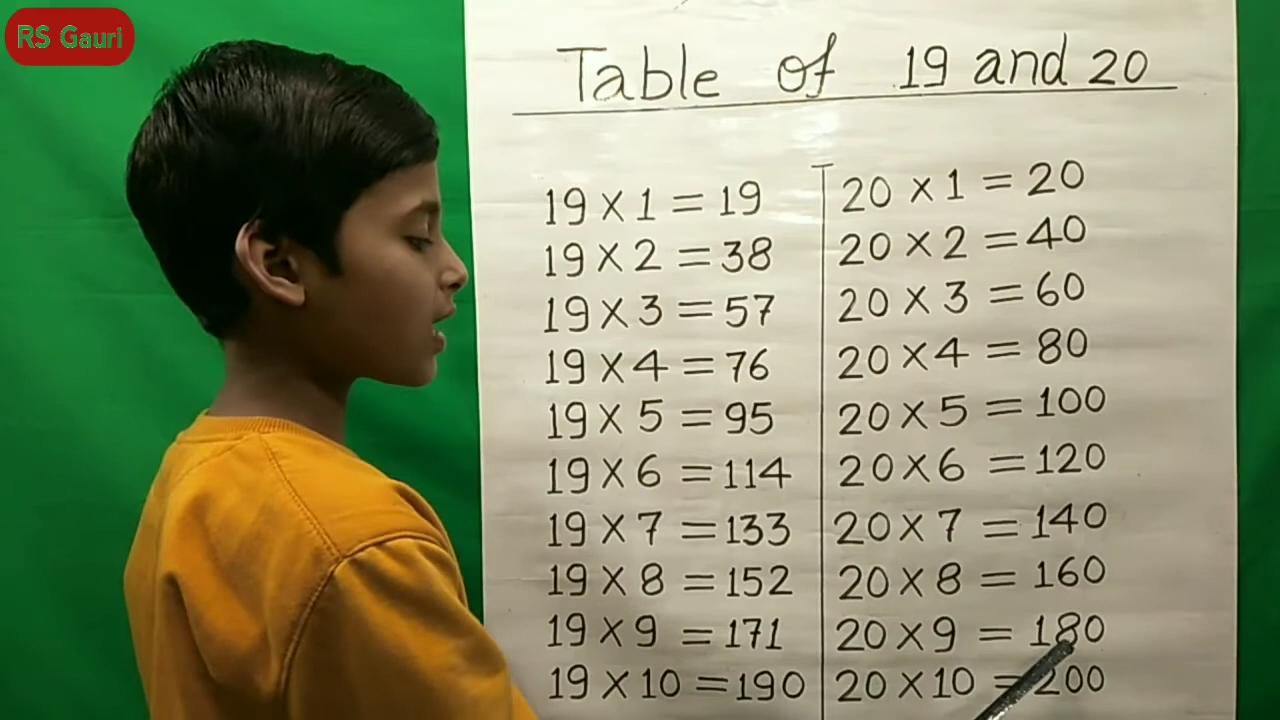 RS Gauri
Table of 19 and 20
19 × 1 = 19
19 × 2 = 38
19 × 3 = 57
19 × 4 = 76
19 × 5 = 95
19 × 6 = 114
19 × 7 = 133
19 × 8 = 152
19 × 9 = 171
19 × 10 = 190
20 × 1 = 20
20 × 2 = 40
20 × 3 = 60
20 × 4 = 80
20 × 5 = 100
20 × 6 = 120
20 × 7 = 140
20 × 8 = 160
20 × 9 = 180
20 × 10 = 200